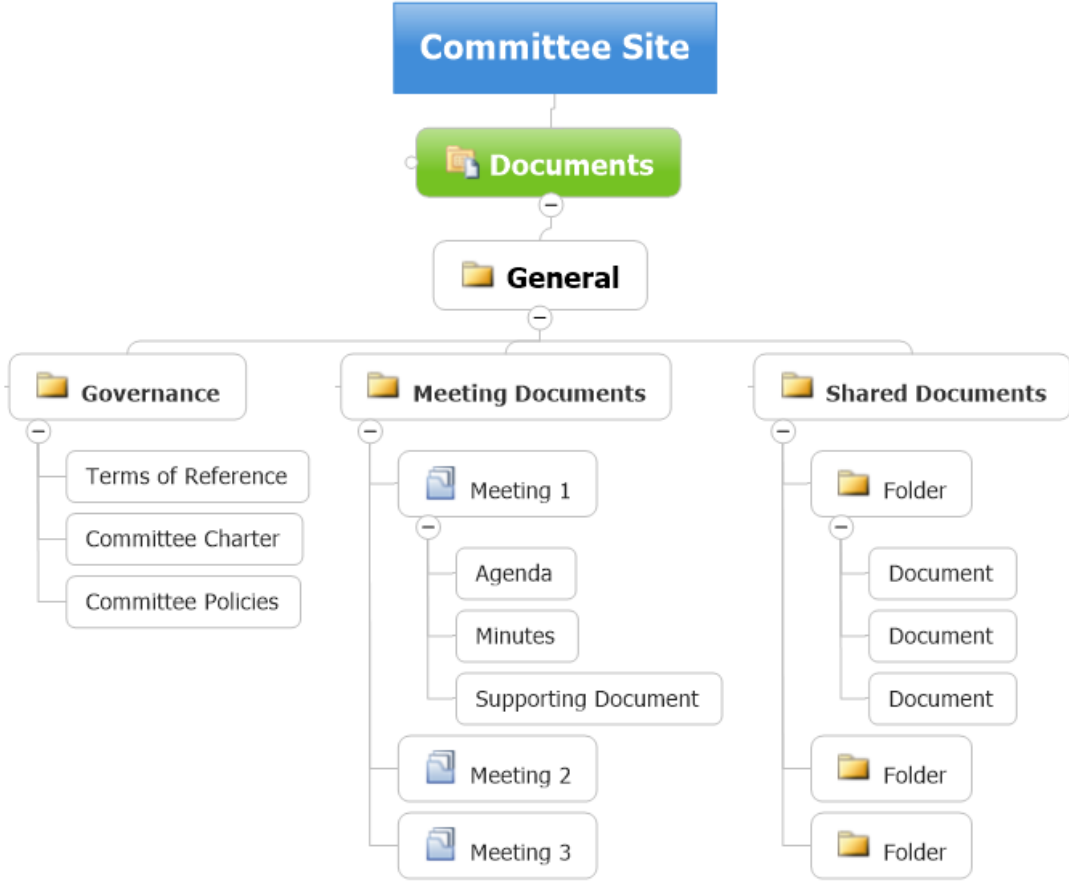 Committee Site
Documents
General
Governance
Terms of Reference
Committee Charter
Committee Policies
Meeting Documents
Meeting 1
Agenda
Minutes
Supporting Document
Meeting 2
Meeting 3
Shared Documents
Folder
Document
Document
Document
Folder
Folder